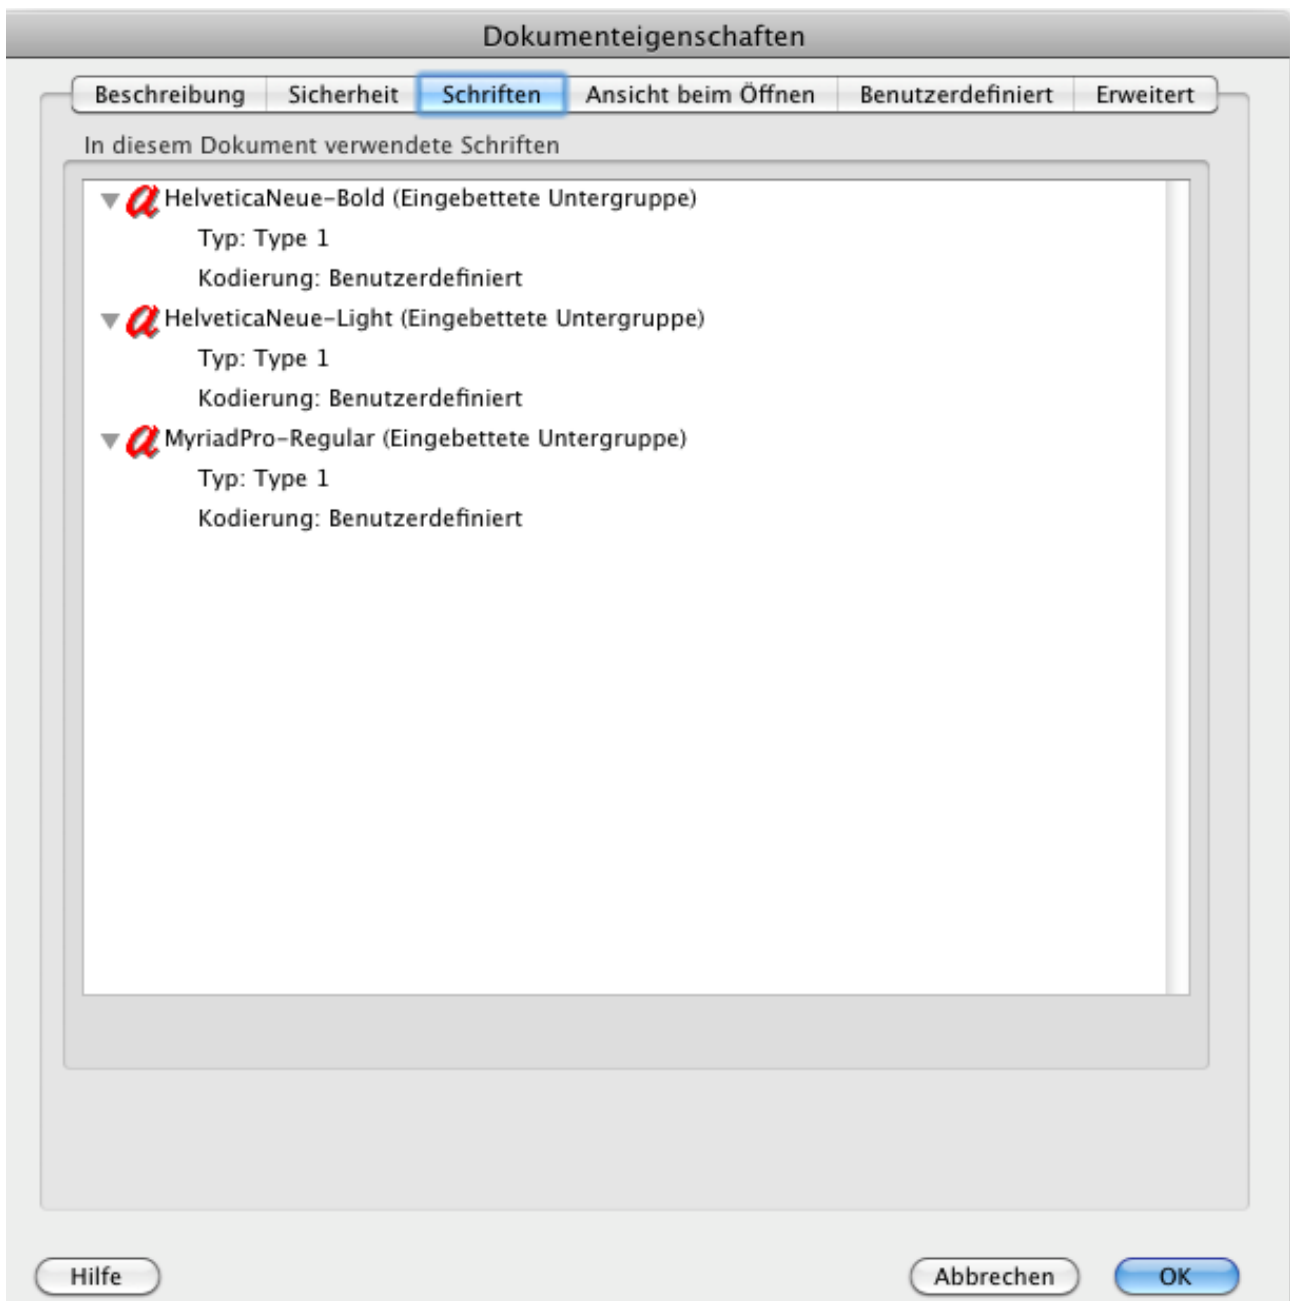 Dokumenteigenschaften
Beschreibung Sicherheit Schriften Ansicht beim Öffnen Benutzerdefiniert Erweitert
In diesem Dokument verwendete Schriften
HelveticaNeue-Bold (Eingebettete Untergruppe)
Typ: Type 1
Kodierung: Benutzerdefiniert
HelveticaNeue-Light (Eingebettete Untergruppe)
Typ: Type 1
Kodierung: Benutzerdefiniert
MyriadPro-Regular (Eingebettete Untergruppe)
Typ: Type 1
Kodierung: Benutzerdefiniert
Hilfe Abbrechen OK